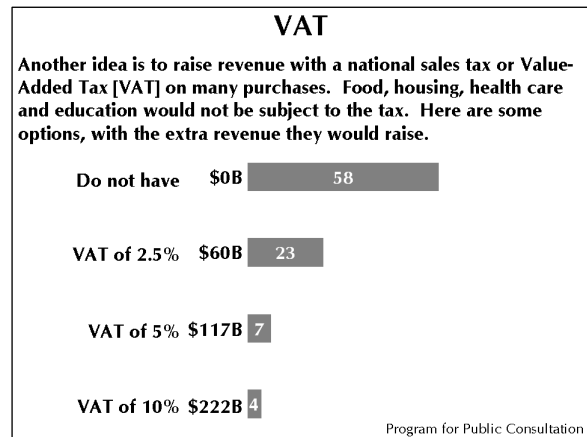 VAT
Another idea is to raise revenue with a national sales tax or Value-
Added Tax [VAT] on many purchases. Food, housing, health care
and education would not be subject to the tax. Here are some
options, with the extra revenue they would raise.
Do not have $0B 58
VAT of 2.5% $60B 23
VAT of 5% $117B 7
VAT of 10% $222B 4
Program for Public Consultation